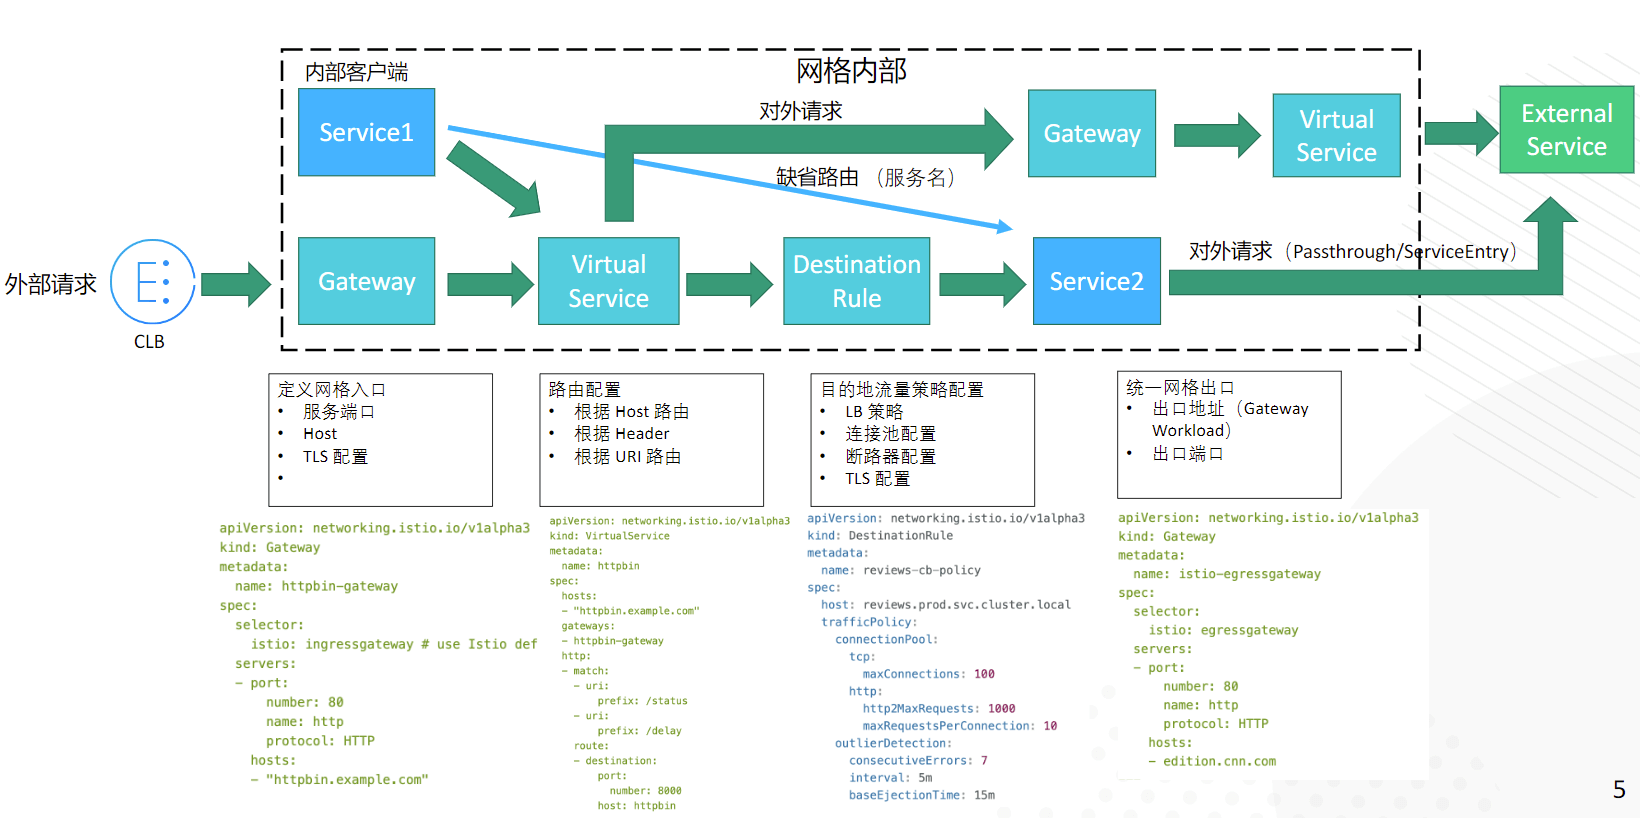 内部客户端
网格内部
Service1
对外请求
Gateway
Virtual
Service
External
Service
缺省路由 （服务名）
外部请求
CLB
Gateway
Virtual
Service
Destination
Rule
Service2
对外请求（Passthrough/ServiceEntry）
定义网格入口
• 服务端口
• Host
• TLS 配置
•
路由配置
• 根据 Host 路由
• 根据 Header
• 根据 URI 路由
目的地流量策略配置
• LB 策略
• 连接池配置
• 断路器配置
• TLS 配置
统一网格出口
• 出口地址（Gateway
Workload）
• 出口端口
apiVersion: networking.istio.io/v1alpha3
kind: Gateway
metadata:
  name: httpbin-gateway
spec:
  selector:
    istio: ingressgateway # use Istio def
  servers:
  - port:
      number: 80
      name: http
      protocol: HTTP
    hosts:
    - "httpbin.example.com"
apiVersion: networking.istio.io/v1alpha3
kind: VirtualService
metadata:
  name: httpbin
spec:
  hosts:
  - "httpbin.example.com"
  gateways:
  - httpbin-gateway
  http:
  - match:
    - uri:
        prefix: /status
    - uri:
        prefix: /delay
    route:
    - destination:
        port:
          number: 8000
        host: httpbin
apiVersion: networking.istio.io/v1alpha3
kind: DestinationRule
metadata:
  name: reviews-cb-policy
spec:
  host: reviews.prod.svc.cluster.local
  trafficPolicy:
    connectionPool:
      tcp:
        maxConnections: 100
      http:
        http2MaxRequests: 1000
        maxRequestsPerConnection: 10
    outlierDetection:
      consecutiveErrors: 7
      interval: 5m
      baseEjectionTime: 15m
apiVersion: networking.istio.io/v1alpha3
kind: Gateway
metadata:
  name: istio-egressgateway
spec:
  selector:
    istio: egressgateway
  servers:
  - port:
      number: 80
      name: http
      protocol: HTTP
    hosts:
    - edition.cnn.com
5